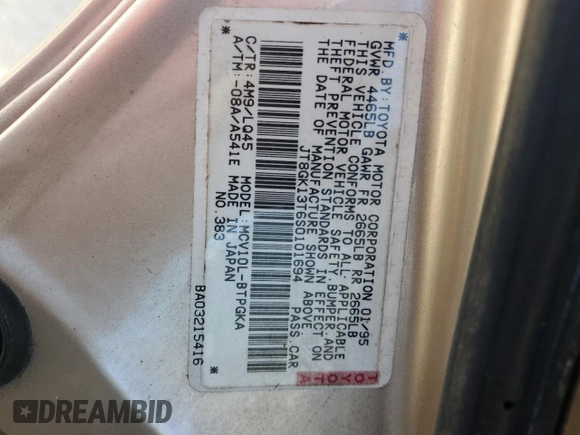 MFD.BY:TOYOTA MOTOR CORPORATION 01/95
GVWR 4465LB GAWR FR 2665LB RR 2665LB
THIS VEHICLE CONFORMS TO ALL APPLICABLE
FEDERAL MOTOR VEHICLE SAFETY,BUMPER,AND
THEFT PREVENTION STANDARDS IN EFFECT ON
THE DATE OF MANUFACTURE SHOWN ABOVE.
*JT8GK13T6S0101694* PASS.CAR
C/TR:4M9/LQ45 MODEL:MCV10L-BTPGKA
A/TM:-08A/A541E MADE IN JAPAN
NO.383
BA03215416
TOYOTA
DREAMBID